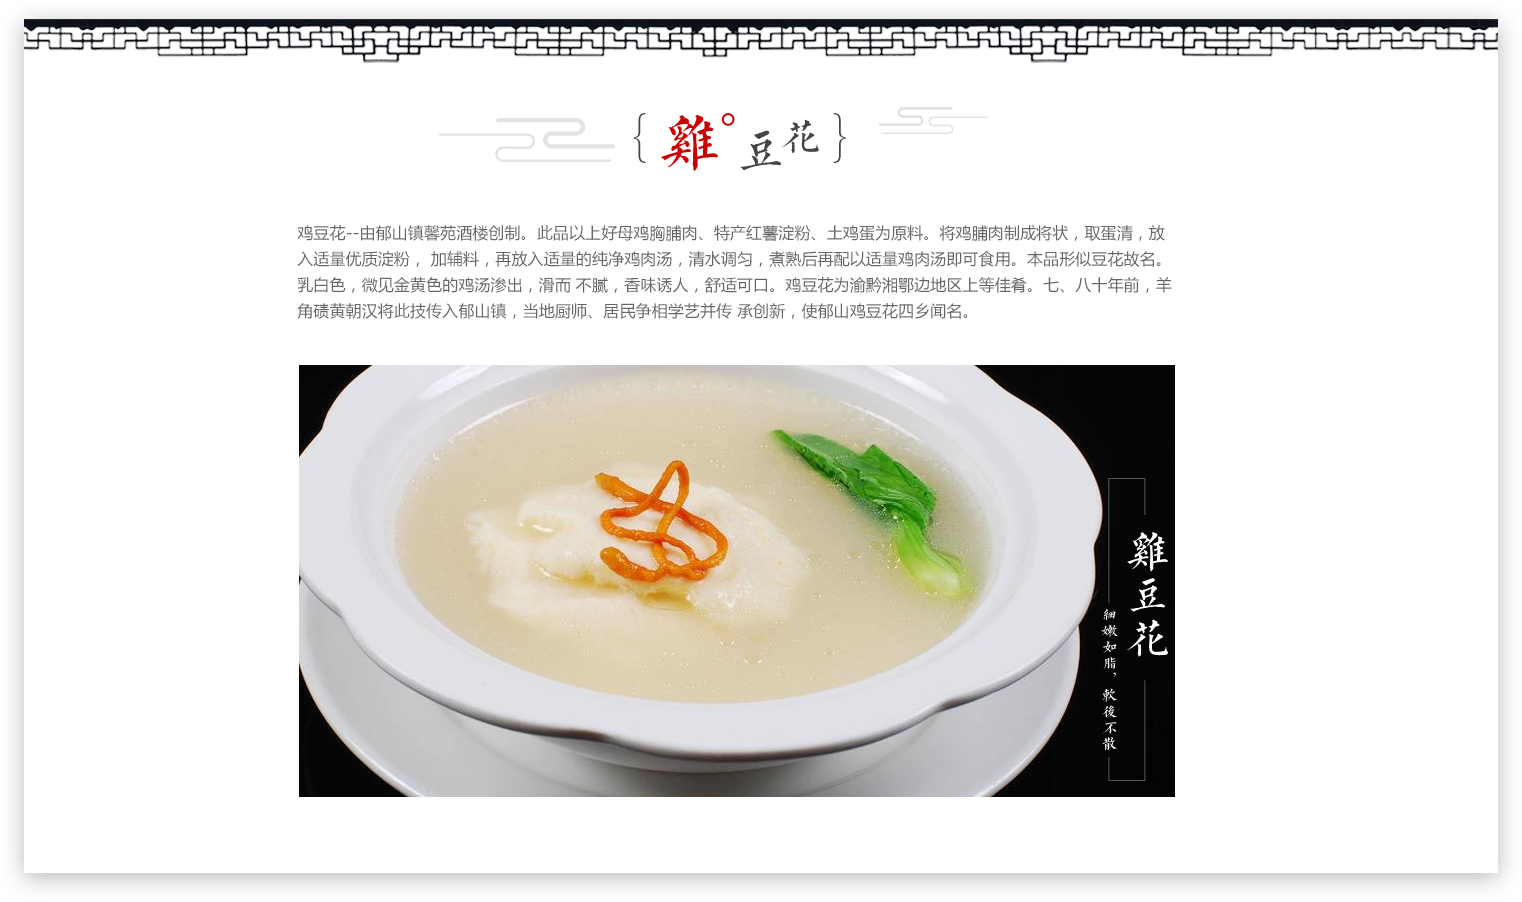 雞豆花
鸡豆花--由郁山镇馨苑酒楼创制。此品以上好母鸡胸脯肉、特产红薯淀粉、土鸡蛋为原料。将鸡脯肉制成将状，取蛋清，放
入适量优质淀粉， 加辅料，再放入适量的纯净鸡肉汤，清水调匀，煮熟后再配以适量鸡肉汤即可食用。本品形似豆花故名。
乳白色，微见金黄色的鸡汤渗出，滑而 不腻，香味诱人，舒适可口。鸡豆花为渝黔湘鄂边地区上等佳肴。七、八十年前，羊
角碛黄朝汉将此技传入郁山镇，当地厨师、居民争相学艺并传 承创新，使郁山鸡豆花四乡闻名。
雞豆花
細嫩如脂，軟後不散